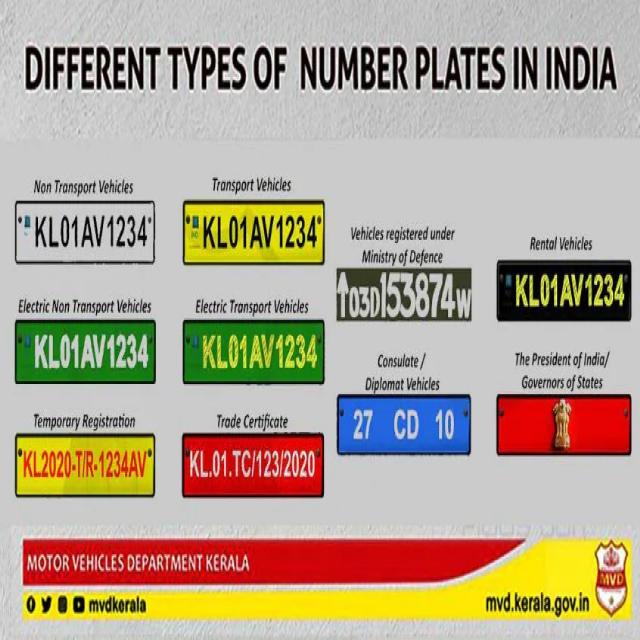 DIFFERENT TYPES OF NUMBER PLATES IN INDIA
Non Transport Vehicles
KL01AV1234
Transport Vehicles
KL01AV1234
Vehicles registered under
Ministry of Defence
↑03D153874W
Rental Vehicles
KL01AV1234
Electric Non Transport Vehicles
KL01AV1234
Electric Transport Vehicles
KL01AV1234
Consulate /
Diplomat Vehicles
27 CD 10
The President of India/
Governors of States
Temporary Registration
KL2020-T/R-1234AV
Trade Certificate
KL.01.TC/123/2020
MOTOR VEHICLES DEPARTMENT KERALA
mvdkerala
mvd.kerala.gov.in
MVD